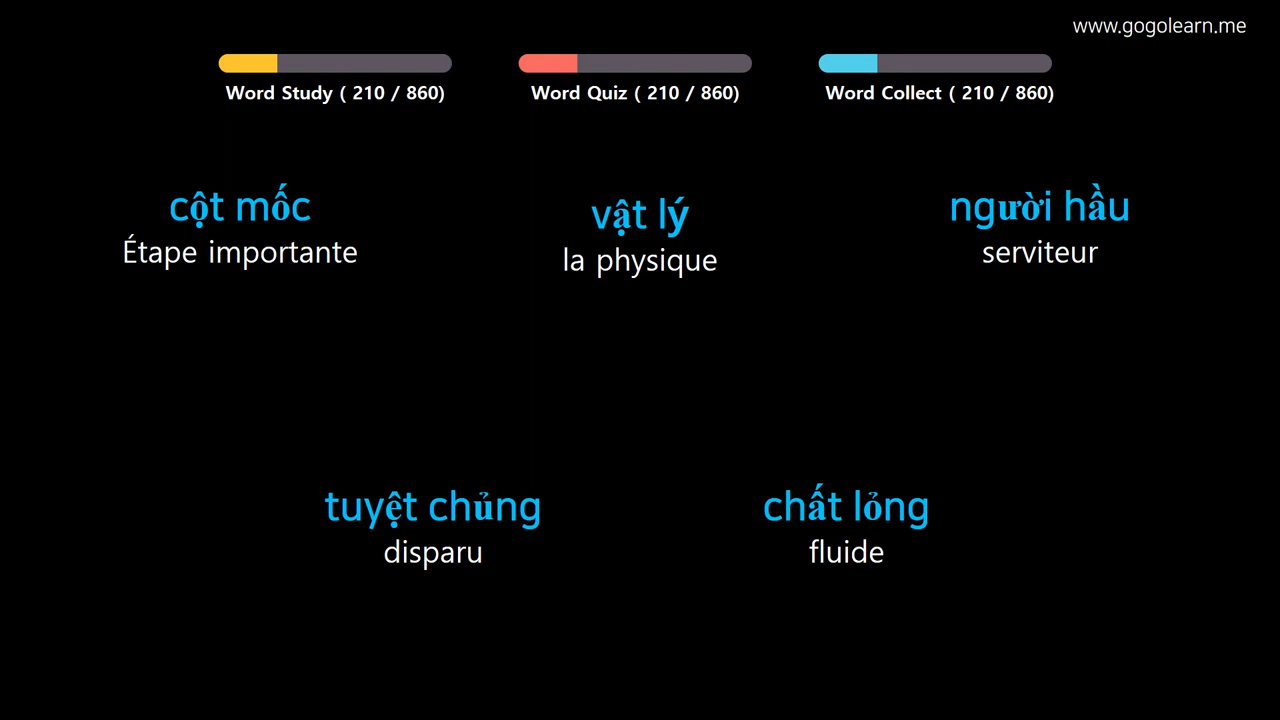 www.gogolearn.me
Word Study ( 210 / 860)
Word Quiz ( 210 / 860)
Word Collect ( 210 / 860)
cột mốc
Étape importante
vật lý
la physique
người hầu
serviteur
tuyệt chủng
disparu
chất lỏng
fluide